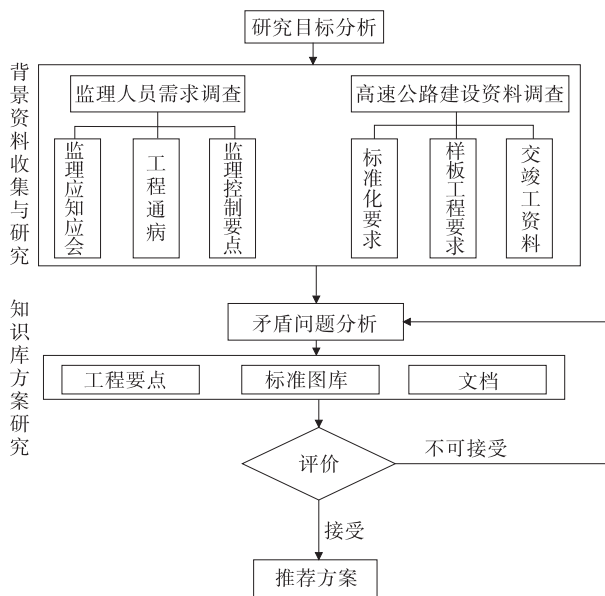 研究目标分析
背景资料收集与研究
监理人员需求调查
高速公路建设资料调查
监理应知应会
工程通病
监理控制要点
标准化要求
样板工程要求
交竣工资料
知识库方案研究
矛盾问题分析
工程要点
标准图库
文档
评价
不可接受
接受
推荐方案